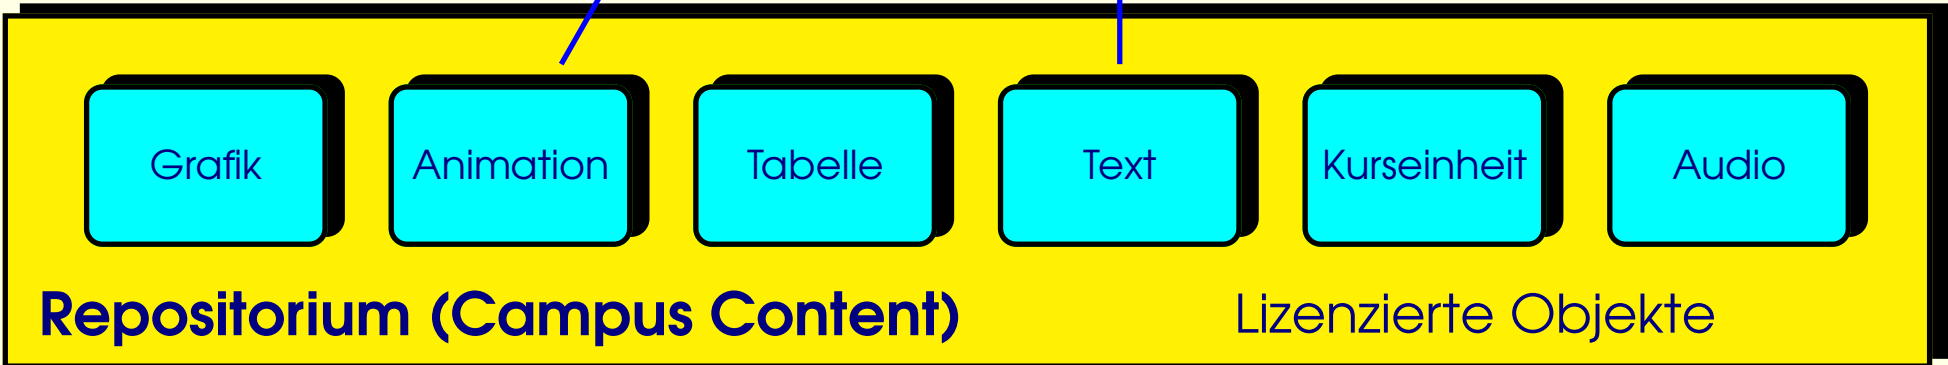 Grafik Animation Tabelle Text Kurseinheit Audio
Repositorium (Campus Content) Lizenzierte Objekte